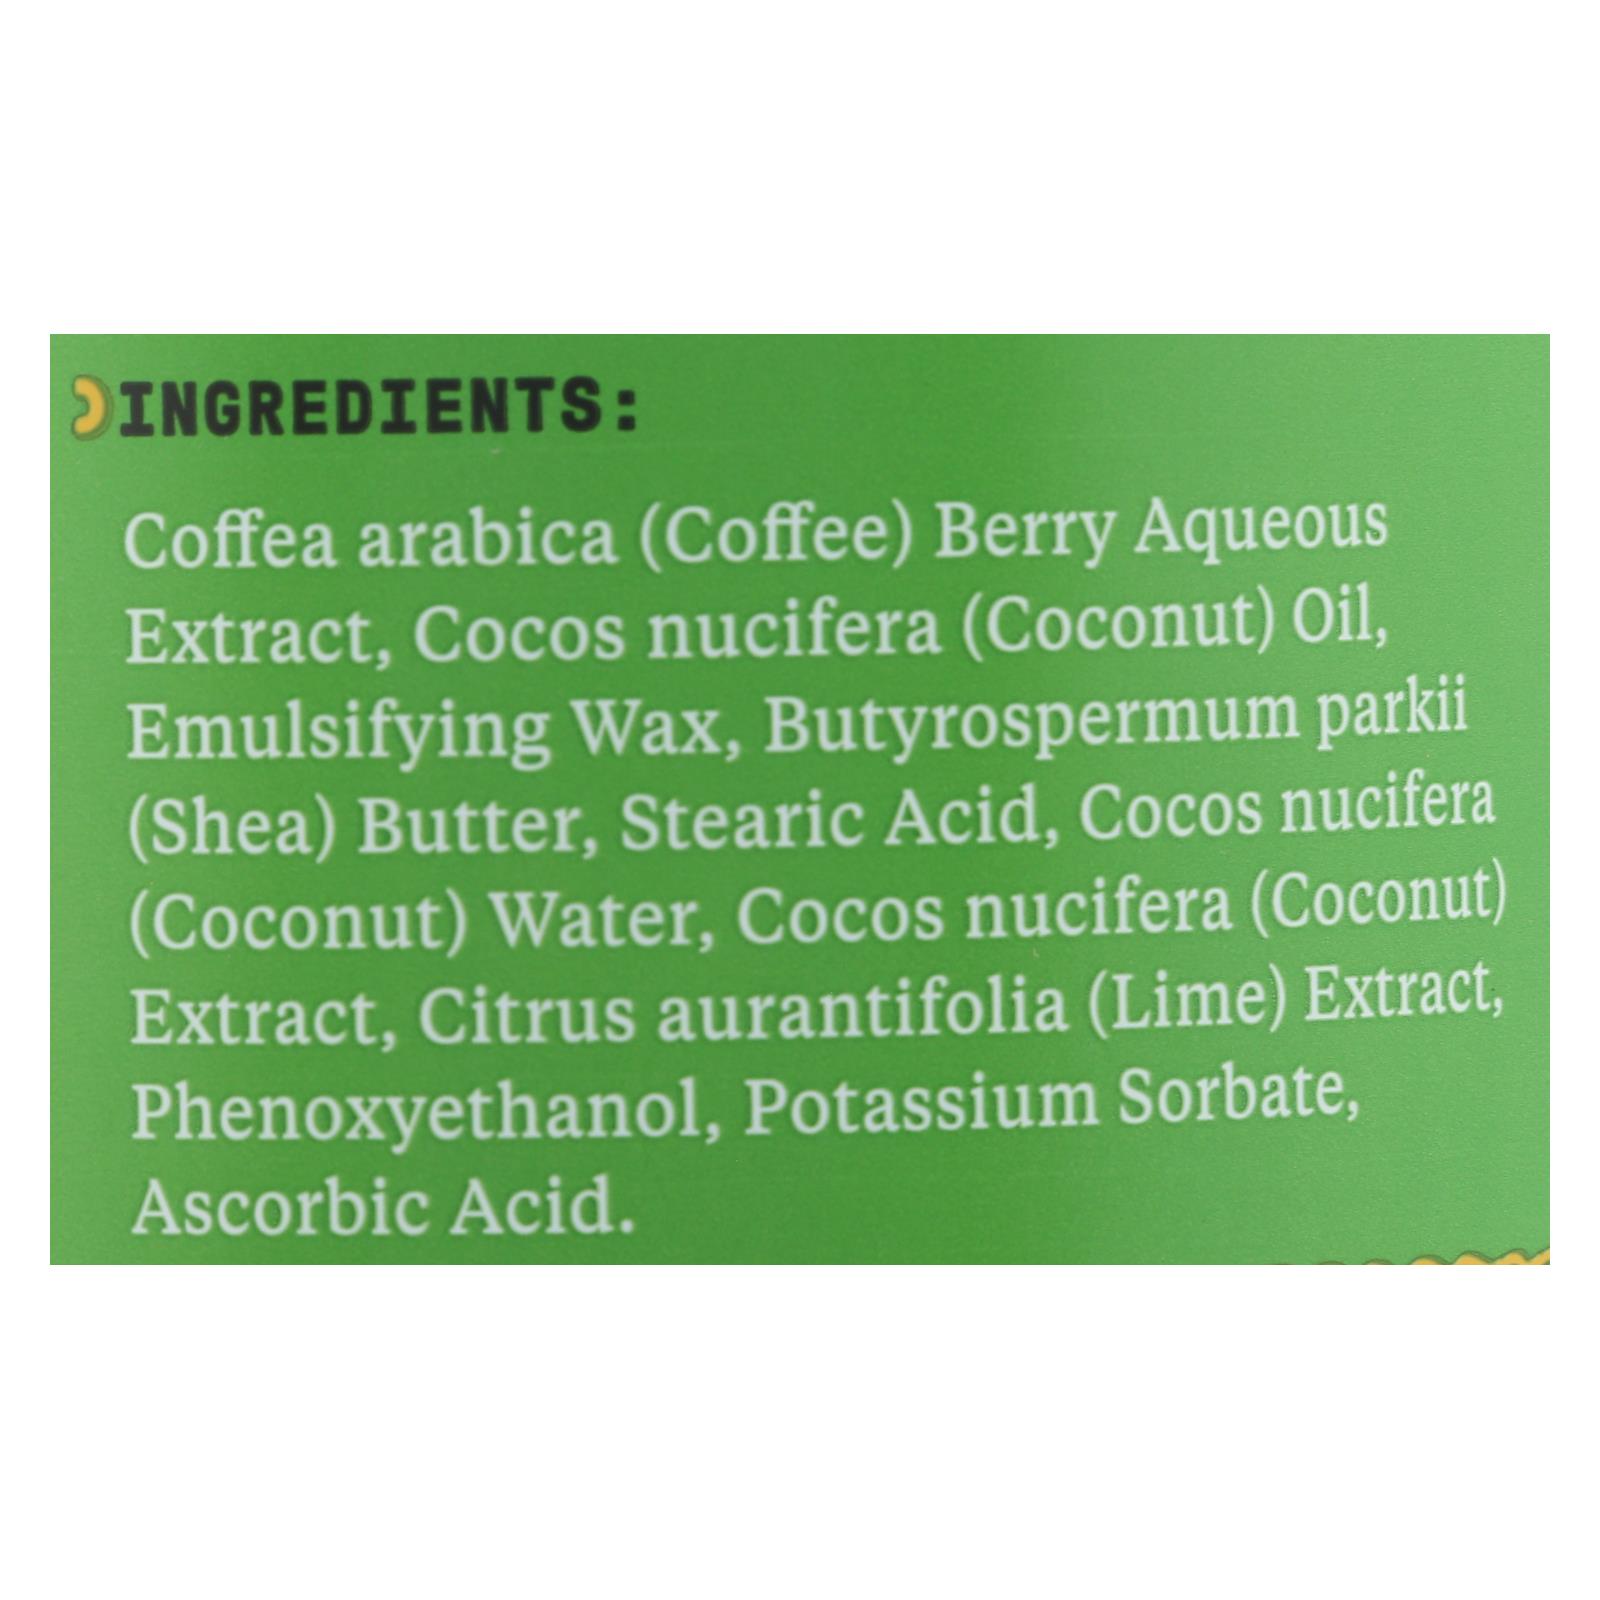 INGREDIENTS:
Coffea arabica (Coffee) Berry Aqueous
Extract, Cocos nucifera (Coconut) Oil,
Emulsifying Wax, Butyrospermum parkii
(Shea) Butter, Stearic Acid, Cocos nucifera
(Coconut) Water, Cocos nucifera (Coconut)
Extract, Citrus aurantifolia (Lime) Extract,
Phenoxyethanol, Potassium Sorbate,
Ascorbic Acid.